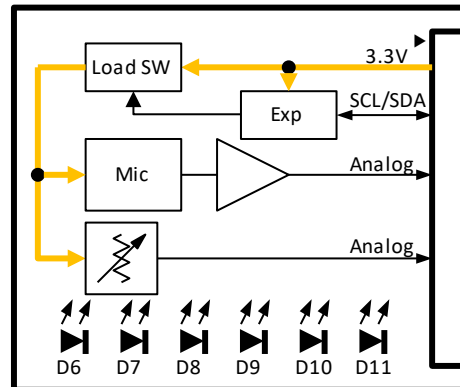 3.3V
Load SW
SCL/SDA
Exp
Mic
Analog
Analog
D6 D7 D8 D9 D10 D11